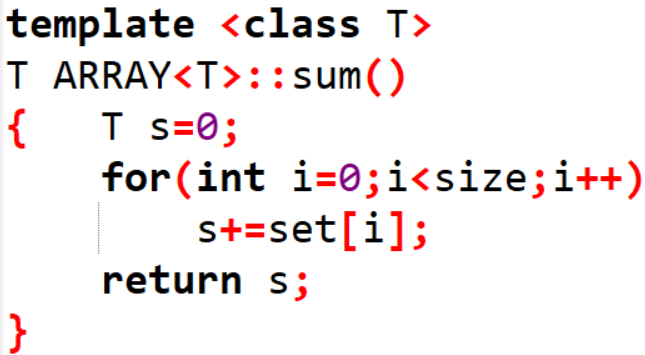 template <class T>
T ARRAY<T>::sum()
{    T s=0;
    for(int i=0;i<size;i++)
        s+=set[i];
    return s;
}